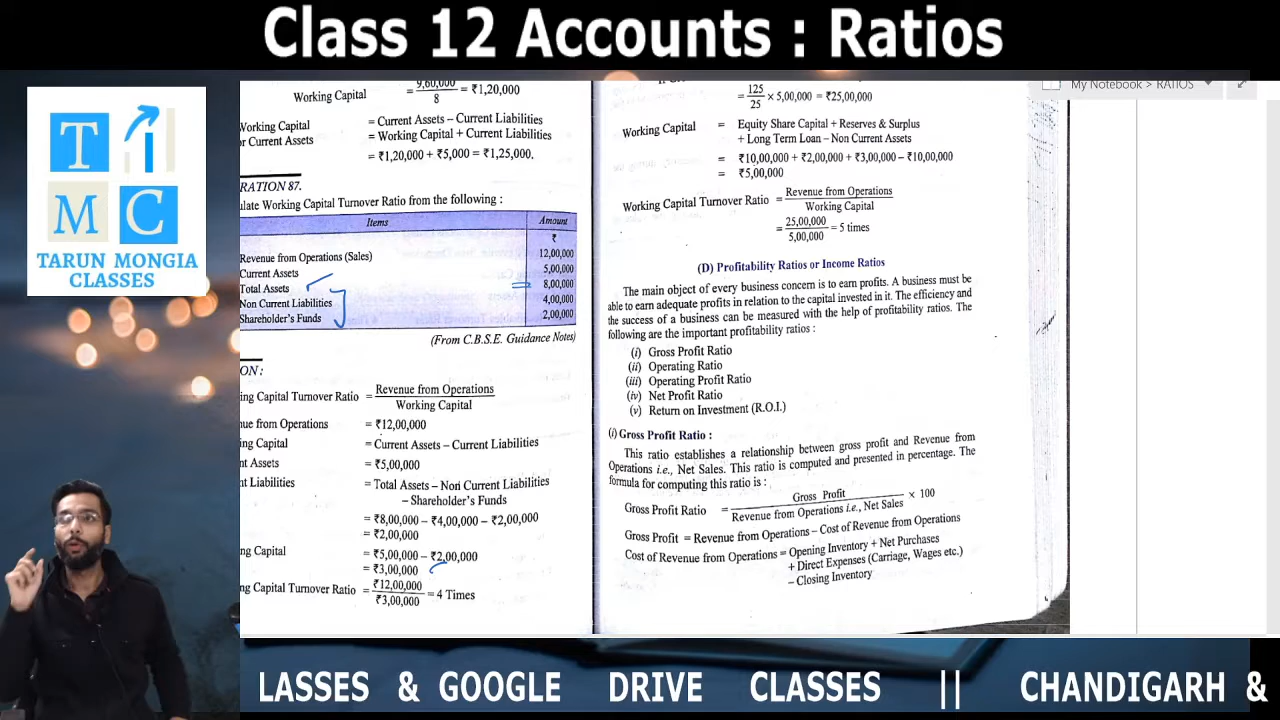 Class 12 Accounts : Ratios
T
M C
TARUN MONGIA
CLASSES
Working Capital = 9,60,000 / 8 = ₹1,20,000
Working Capital = Current Assets − Current Liabilities
or Current Assets = Working Capital + Current Liabilities
= ₹1,20,000 + ₹5,000 = ₹1,25,000.
RATION 87.
ulate Working Capital Turnover Ratio from the following :
Items Amount
₹
Revenue from Operations (Sales) 12,00,000
Current Assets 5,00,000
Total Assets 8,00,000
Non Current Liabilities 4,00,000
Shareholder's Funds 2,00,000
(From C.B.S.E. Guidance Notes)
ON :
ing Capital Turnover Ratio = Revenue from Operations / Working Capital
nue from Operations = ₹12,00,000
ing Capital = Current Assets − Current Liabilities
nt Assets = ₹5,00,000
nt Liabilities = Total Assets − Non Current Liabilities
− Shareholder's Funds
= ₹8,00,000 − ₹4,00,000 − ₹2,00,000
= ₹2,00,000
ng Capital = ₹5,00,000 − ₹2,00,000
= ₹3,00,000
ng Capital Turnover Ratio = ₹12,00,000 / ₹3,00,000 = 4 Times
= 125 / 25 × 5,00,000 = ₹25,00,000
Working Capital = Equity Share Capital + Reserves & Surplus
+ Long Term Loan − Non Current Assets
= ₹10,00,000 + ₹2,00,000 + ₹3,00,000 − ₹10,00,000
= ₹5,00,000
Working Capital Turnover Ratio = Revenue from Operations / Working Capital
= 25,00,000 / 5,00,000 = 5 times
(D) Profitability Ratios or Income Ratios
The main object of every business concern is to earn profits. A business must be
able to earn adequate profits in relation to the capital invested in it. The efficiency and
the success of a business can be measured with the help of profitability ratios. The
following are the important profitability ratios :
(i) Gross Profit Ratio
(ii) Operating Ratio
(iii) Operating Profit Ratio
(iv) Net Profit Ratio
(v) Return on Investment (R.O.I.)
(i) Gross Profit Ratio :
This ratio establishes a relationship between gross profit and Revenue from
Operations i.e., Net Sales. This ratio is computed and presented in percentage. The
formula for computing this ratio is :
Gross Profit Ratio = Gross Profit / Revenue from Operations i.e., Net Sales × 100
Gross Profit = Revenue from Operations − Cost of Revenue from Operations
Cost of Revenue from Operations = Opening Inventory + Net Purchases
+ Direct Expenses (Carriage, Wages etc.)
− Closing Inventory
My Notebook > RATIOS
LASSES & GOOGLE DRIVE CLASSES || CHANDIGARH &